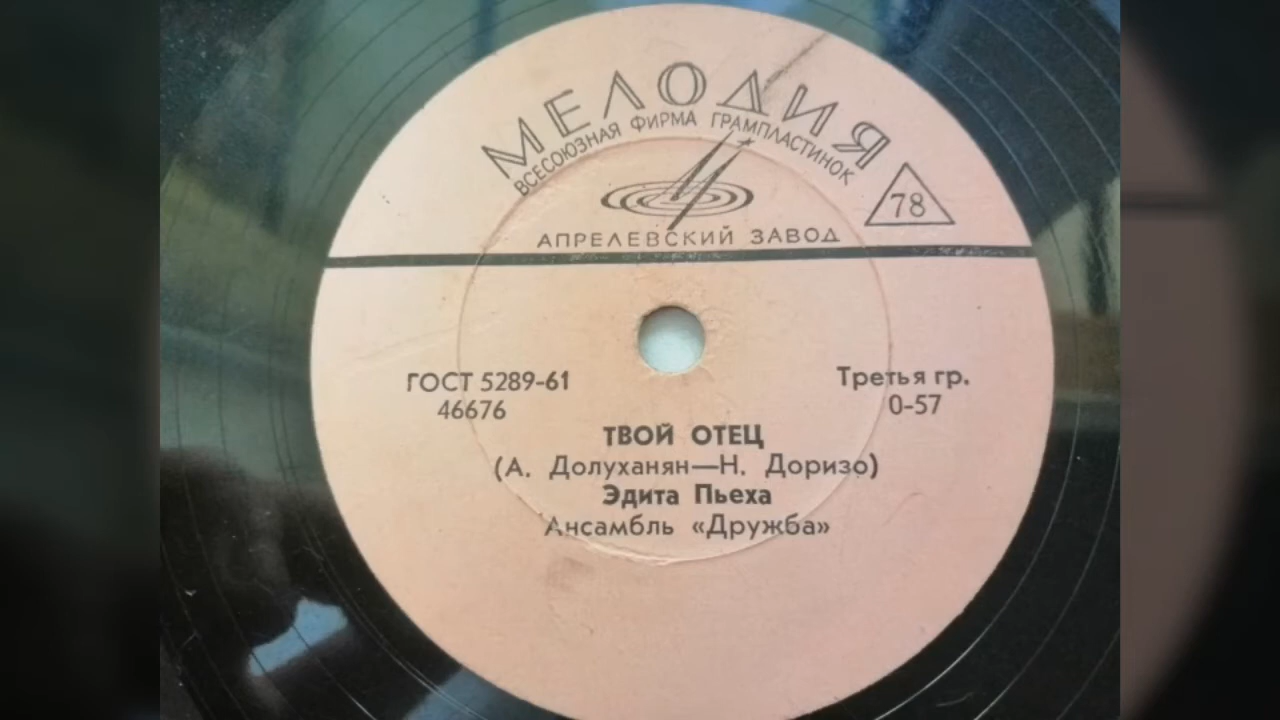 МЕЛОДИЯ
ВСЕСОЮЗНАЯ ФИРМА ГРАМПЛАСТИНОК
78
АПРЕЛЕВСКИЙ ЗАВОД
ГОСТ 5289-61
46676
Третья гр.
0-57
ТВОЙ ОТЕЦ
(А. Долуханян—Н. Доризо)
Эдита Пьеха
Ансамбль «Дружба»